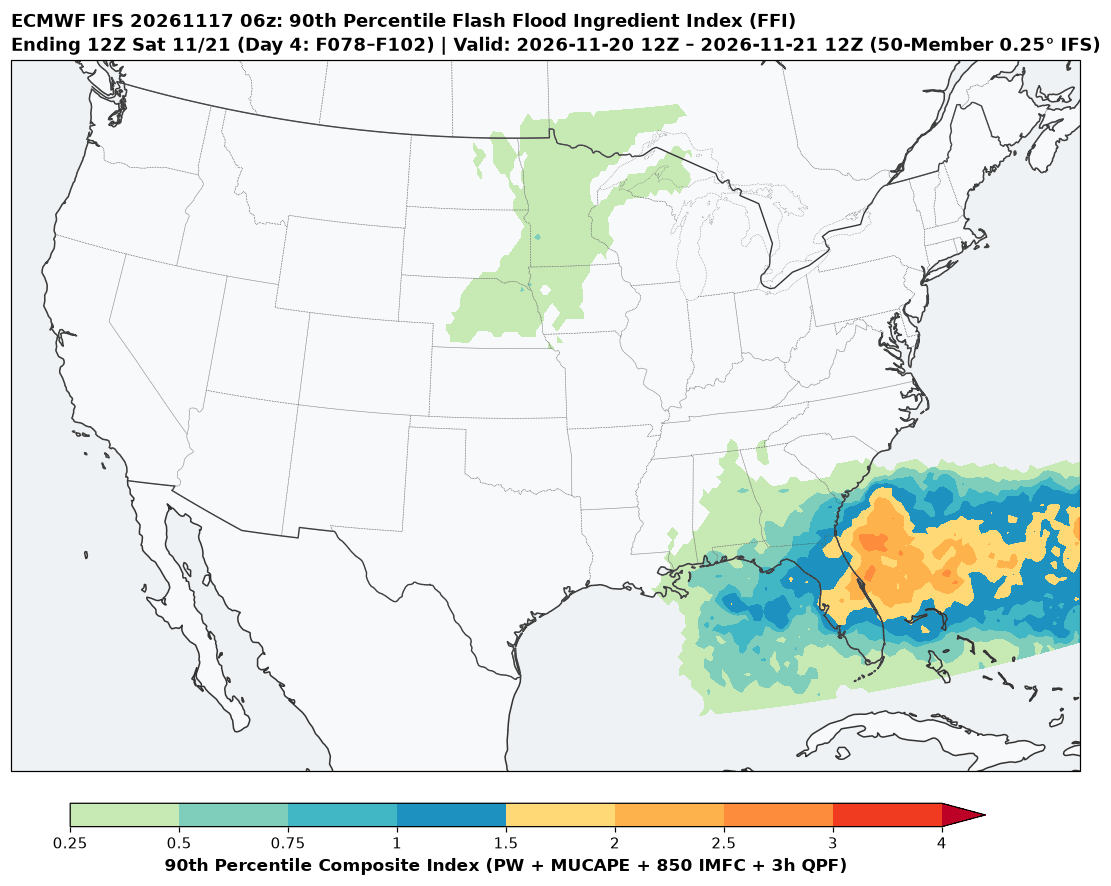 ECMWF IFS 20261117 06z: 90th Percentile Flash Flood Ingredient Index (FFI)
Ending 12Z Sat 11/21 (Day 4: F078–F102) | Valid: 2026-11-20 12Z – 2026-11-21 12Z (50-Member 0.25° IFS)
0.25 0.5 0.75 1 1.5 2 2.5 3 4
90th Percentile Composite Index (PW + MUCAPE + 850 IMFC + 3h QPF)